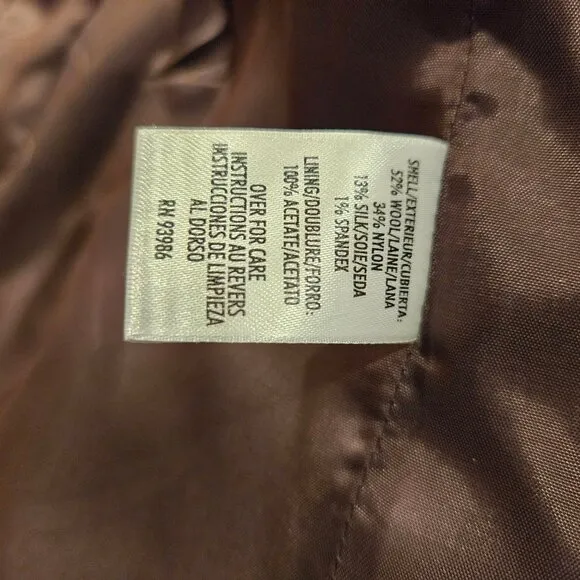 SHELL/EXTERIEUR/CUBIERTA:
52% WOOL/LAINE/LANA
34% NYLON
13% SILK/SOIE/SEDA
1% SPANDEX
LINING/DOUBLURE/FORRO:
100% ACETATE/ACETATO
OVER FOR CARE
INSTRUCTIONS AU REVERS
INSTRUCCIONES DE LIMPIEZA
AL DORSO
RN 93986